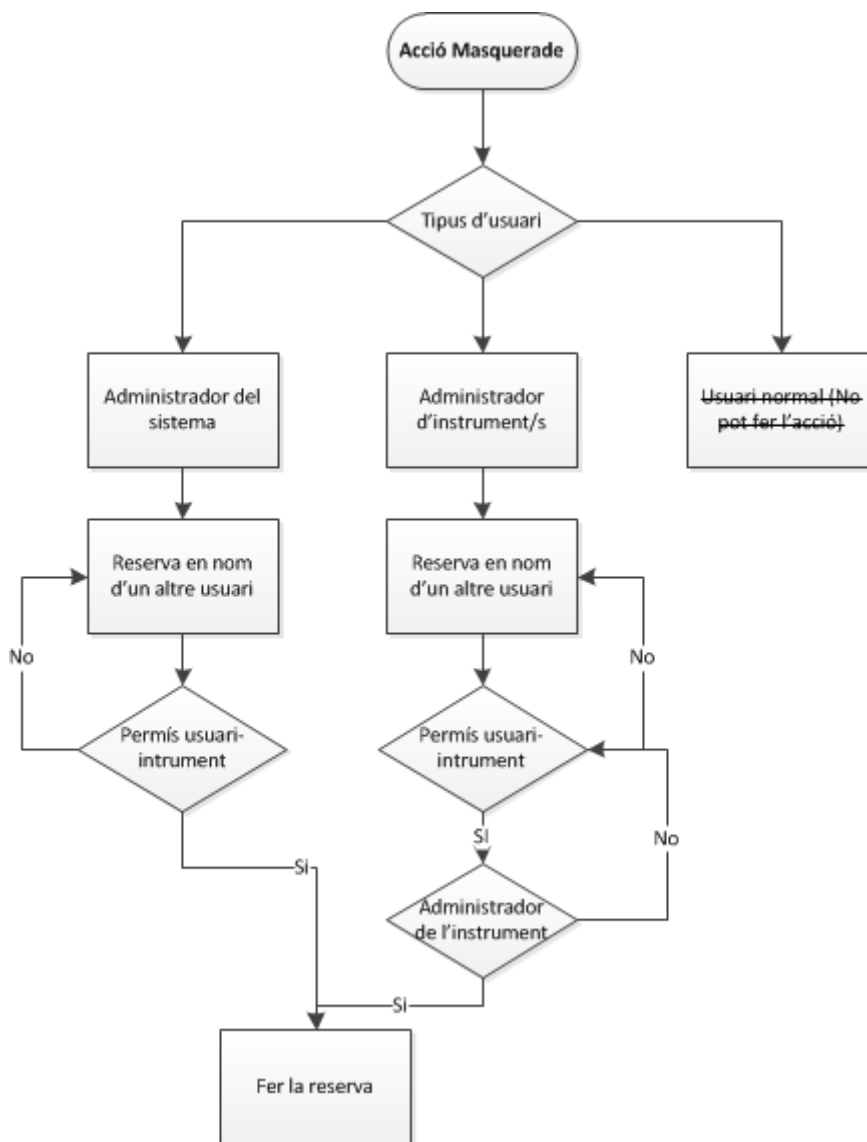 Acció Masquerade
Tipus d’usuari
Administrador del
sistema
Administrador
d’instrument/s
Usuari normal (No
pot fer l’acció)
Reserva en nom
d’un altre usuari
Reserva en nom
d’un altre usuari
No
No
Permís usuari-
intrument
Permís usuari-
intrument
SI
No
Si
Administrador
de l’instrument
Si
Fer la reserva